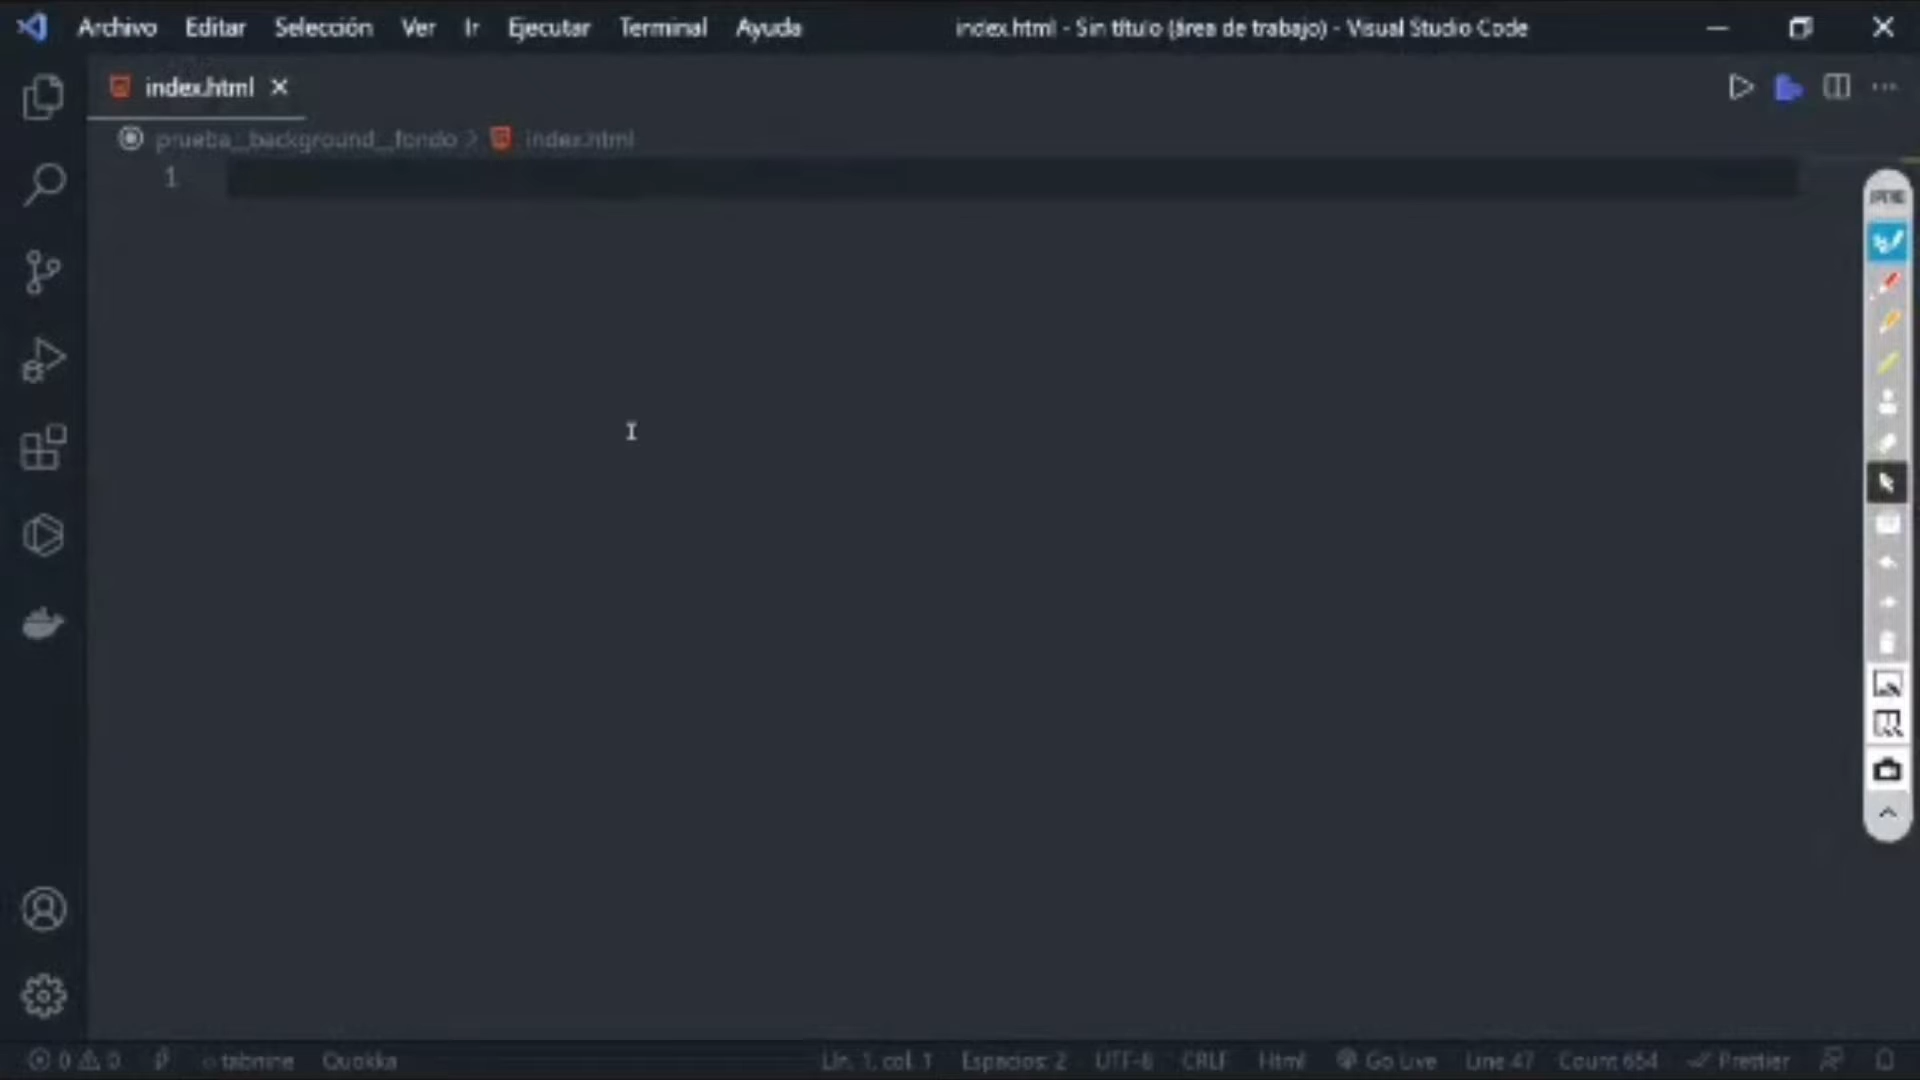 Archivo Editar Selección Ver Ir Ejecutar Terminal Ayuda index.html - Sin título (área de trabajo) - Visual Studio Code
index.html
prueba_background_fondo > index.html
1
0 0 tabnine Quokka Lín. 1, col. 1 Espacios: 2 UTF-8 CRLF Html Go Live Line 47 Count 654 Prettier